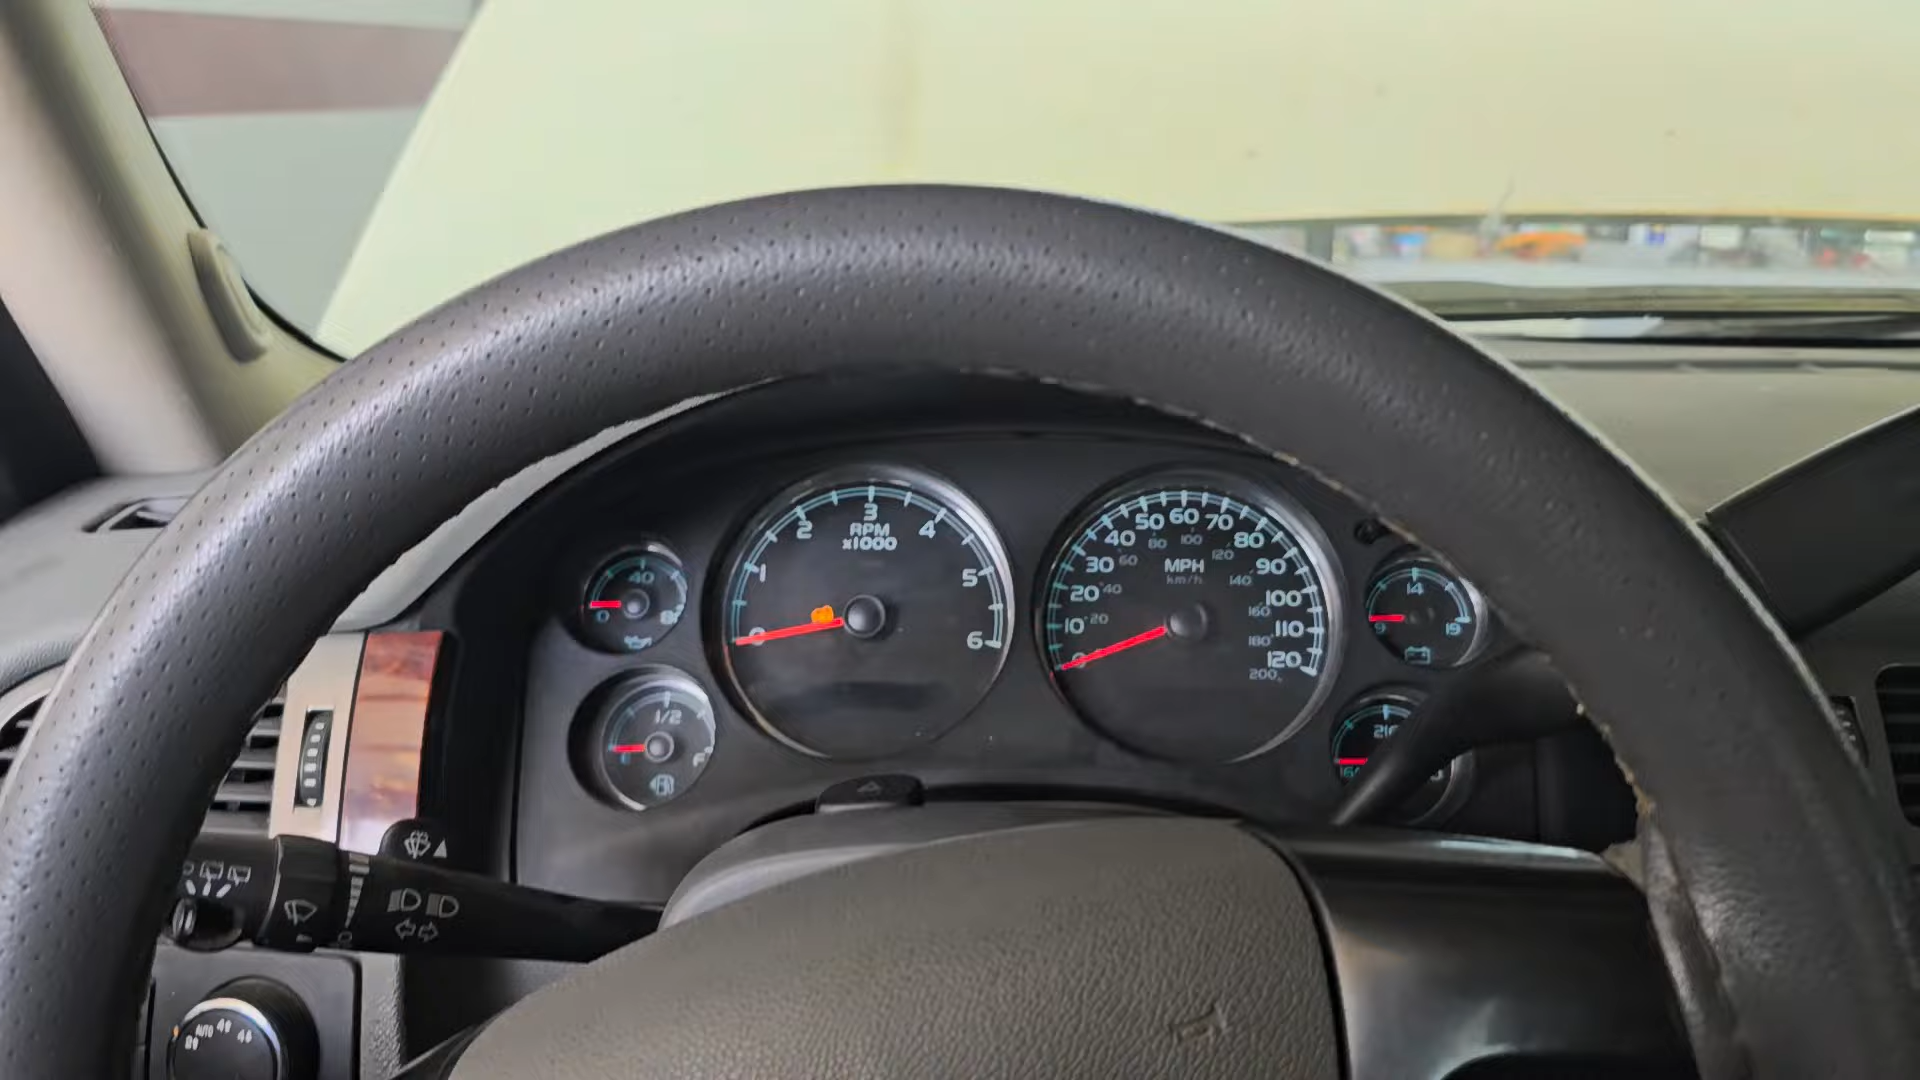 0 40 80
E 1/2 F
0 1 2 3 4 5 6
RPM
x1000
0 10 20 30 40 50 60 70 80 90 100 110 120
20 40 60 80 100 120 140 160 180 200
MPH
km/h
9 14 19
160 210
AUTO